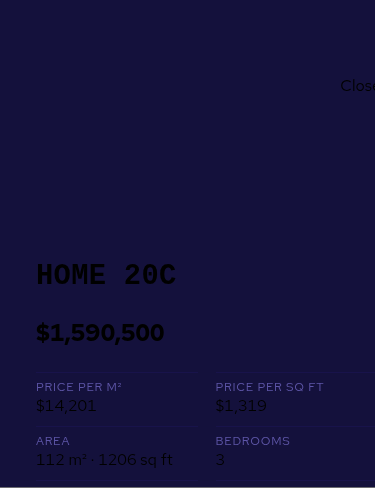 Close
HOME 20C
$1,590,500
PRICE PER M² PRICE PER SQ FT
$14,201 $1,319
AREA BEDROOMS
112 m² · 1206 sq ft 3